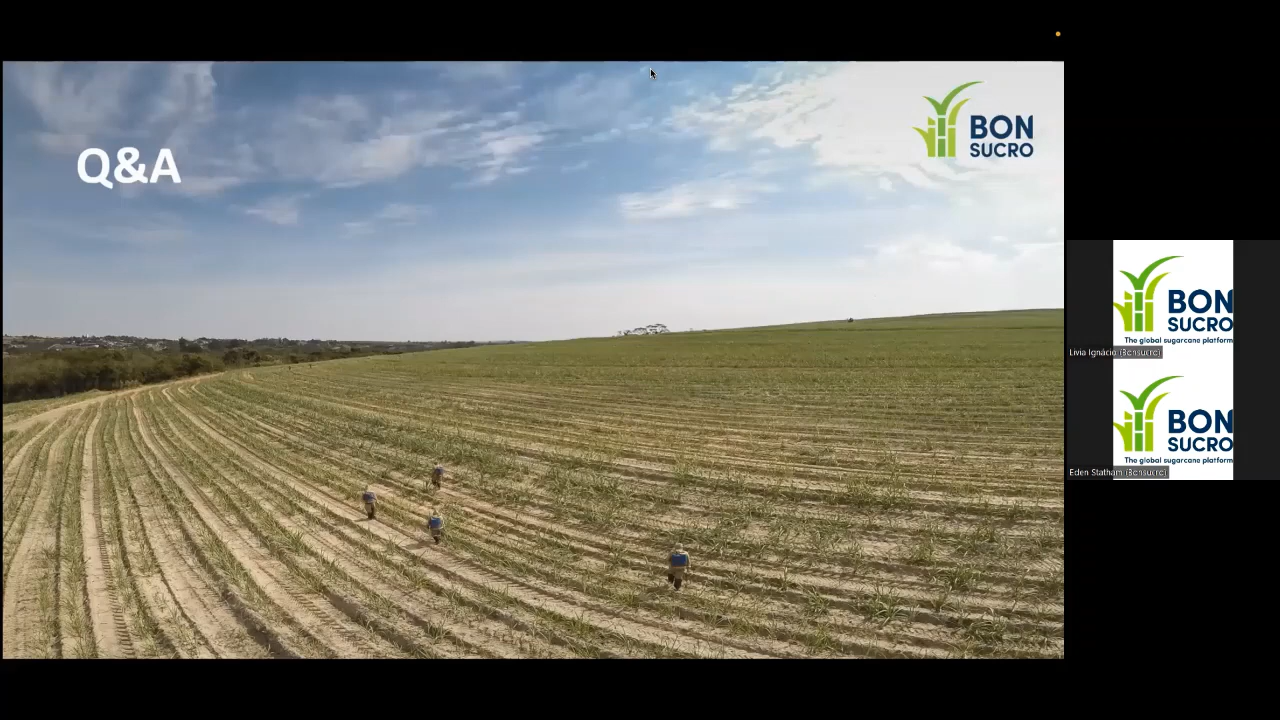 Q&A
BON
SUCRO
BON
SUCRO
The global sugarcane platform
Livia Ignácio (Bonsucro)
BON
SUCRO
The global sugarcane platform
Eden Statham (Bonsucro)